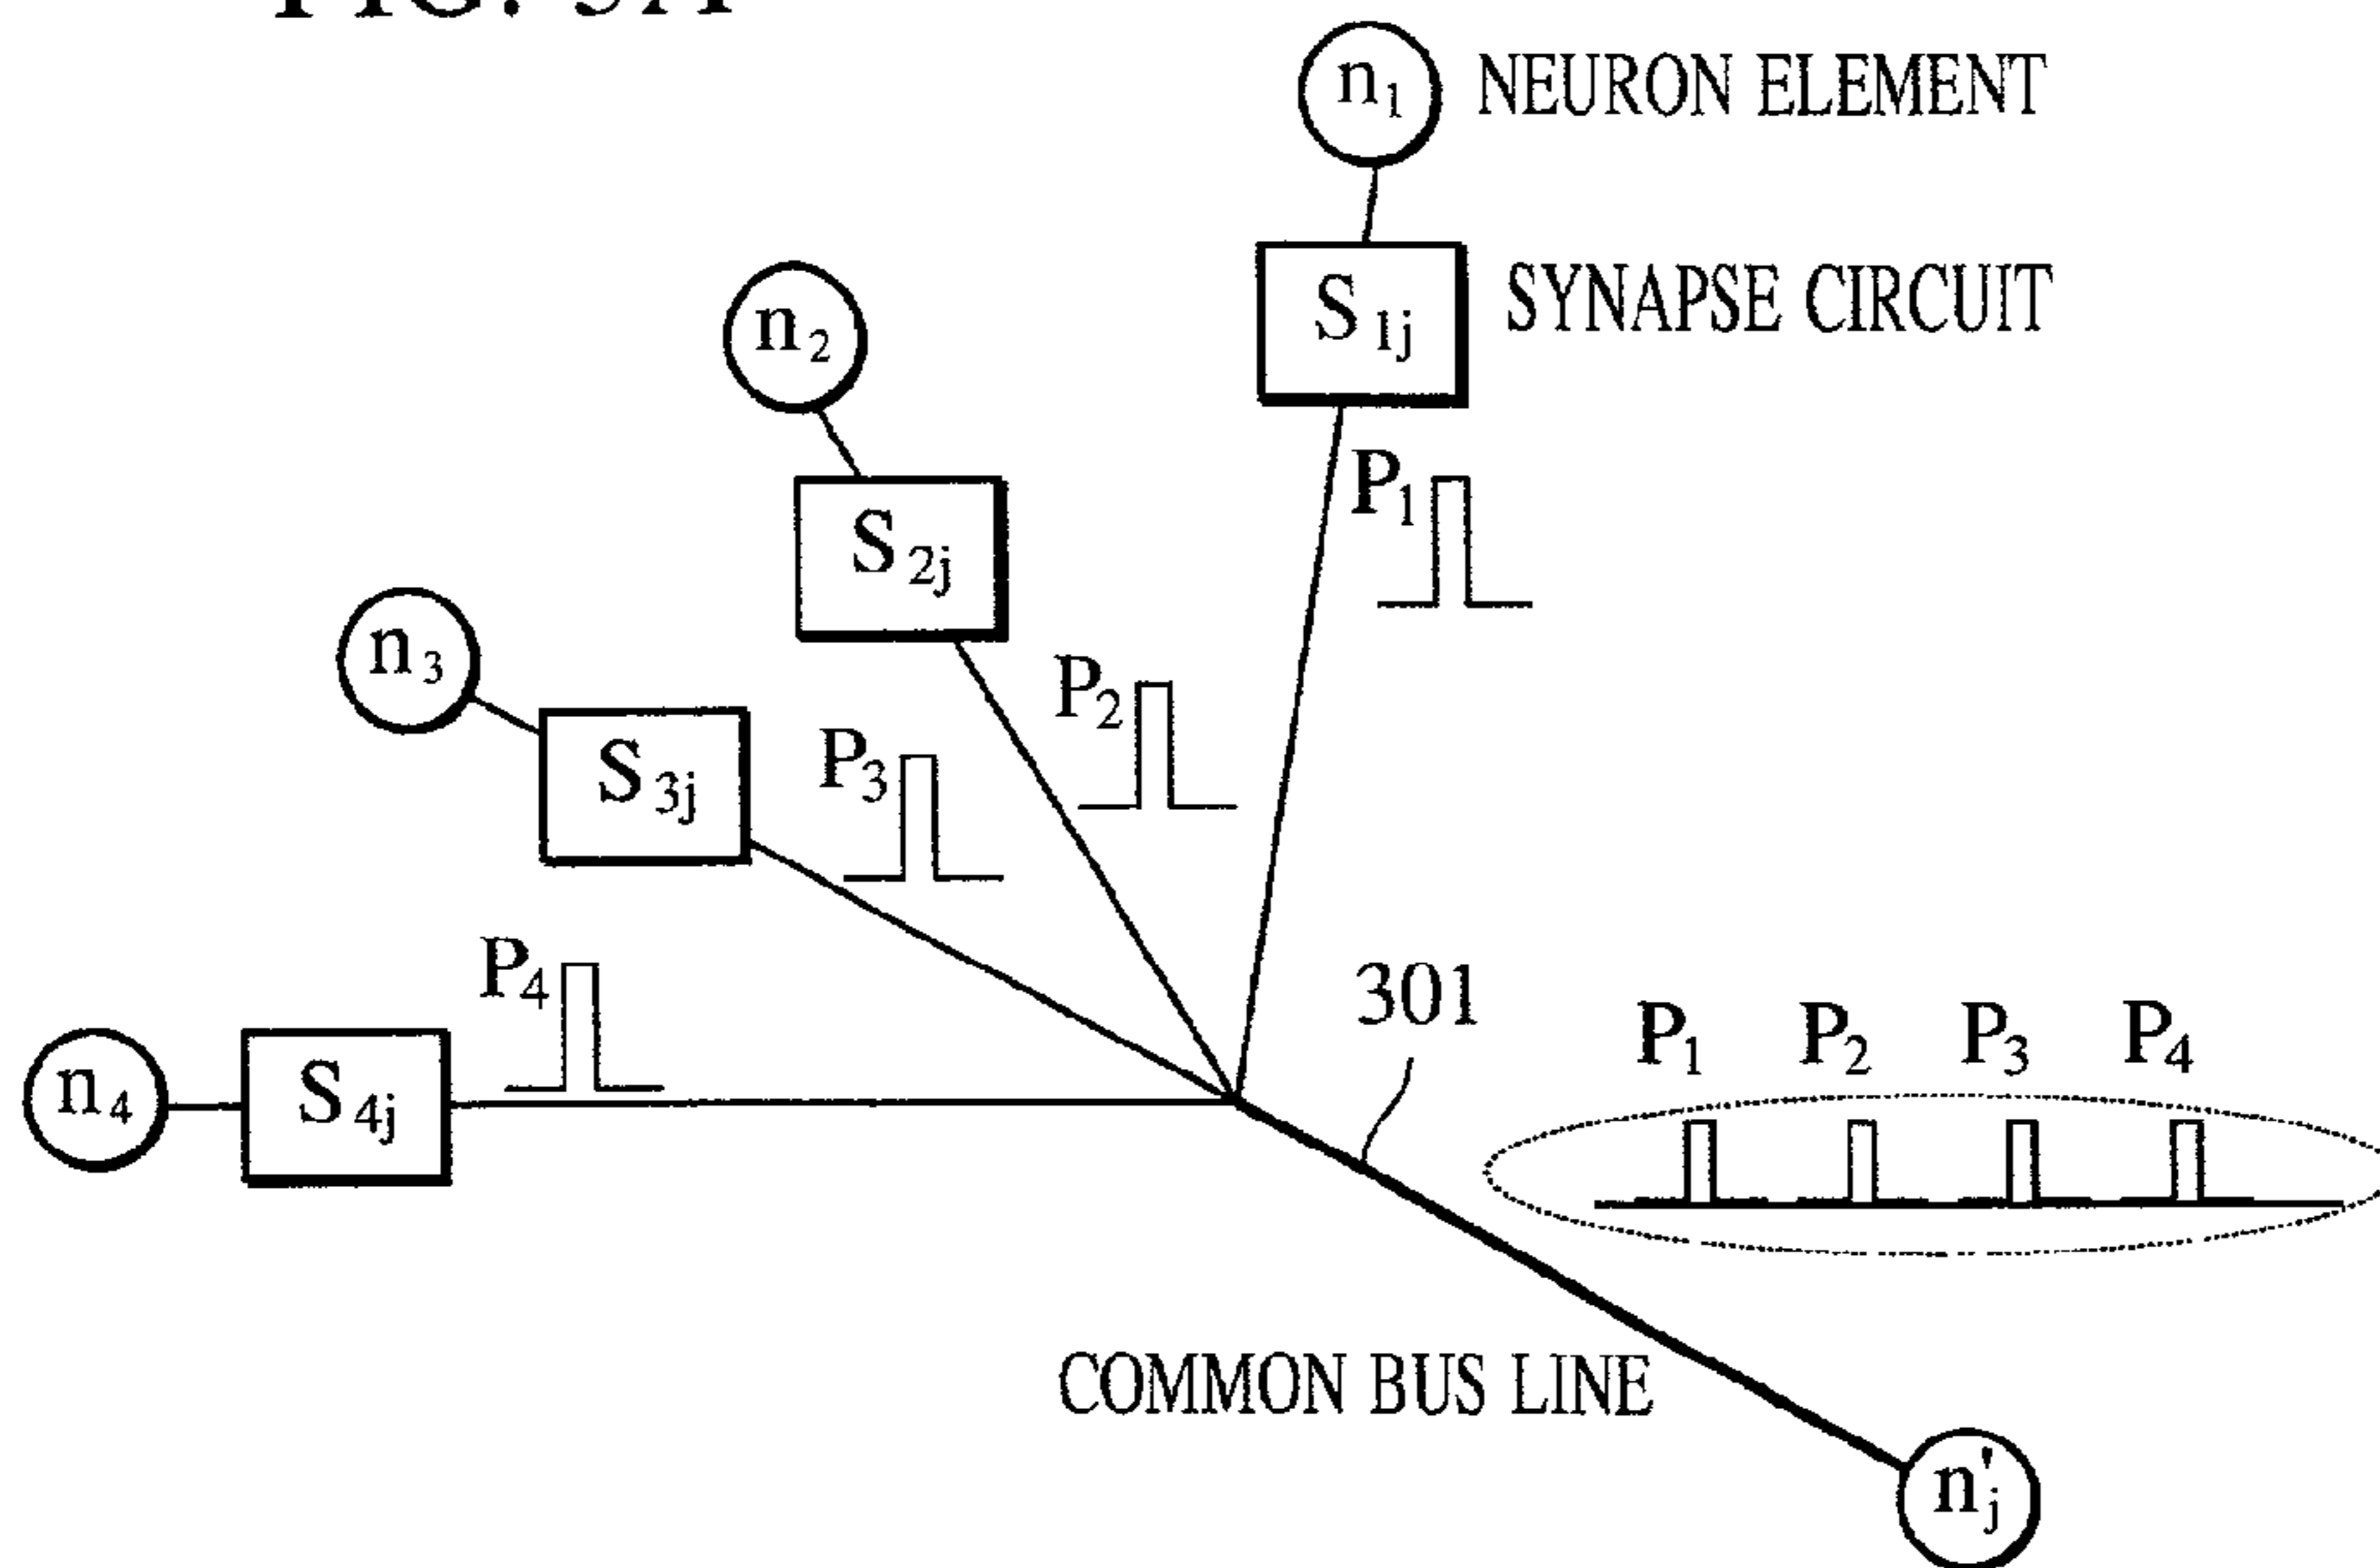 n1 NEURON ELEMENT
S1j SYNAPSE CIRCUIT
n2
S2j
P1
n3
P2
S3j
P3
P4
301
P1 P2 P3 P4
n4
S4j
COMMON BUS LINE
n'j